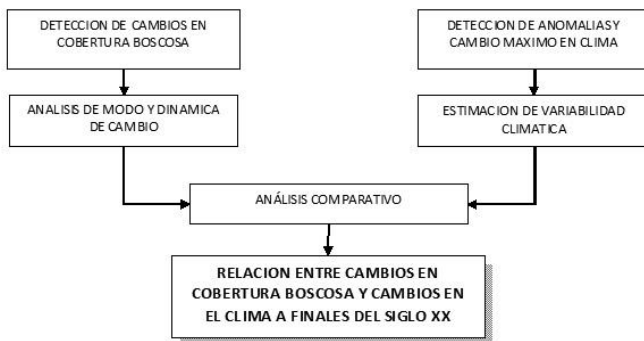 DETECCION DE CAMBIOS EN
COBERTURA BOSCOSA
DETECCION DE ANOMALIAS Y
CAMBIO MAXIMO EN CLIMA
ANALISIS DE MODO Y DINAMICA
DE CAMBIO
ESTIMACION DE VARIABILIDAD
CLIMATICA
ANÁLISIS COMPARATIVO
RELACION ENTRE CAMBIOS EN
COBERTURA BOSCOSA Y CAMBIOS EN
EL CLIMA A FINALES DEL SIGLO XX